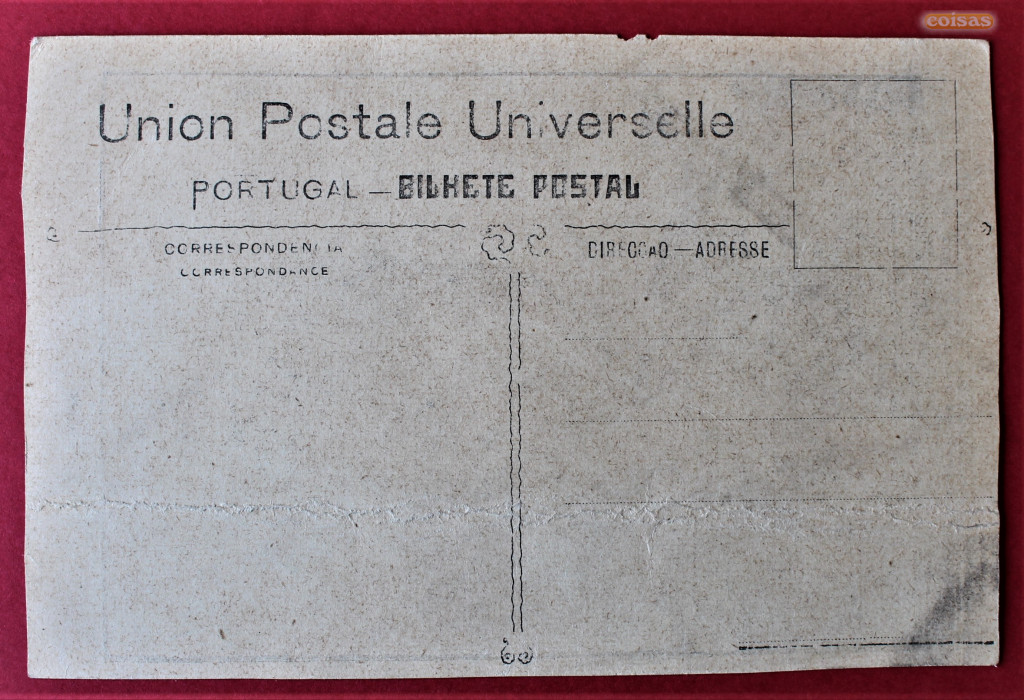 coisas
Union Postale Universelle
PORTUGAL — BILHETE POSTAL
CORRESPONDENCIA
CORRESPONDANCE
DIRECÇAO — ADRESSE